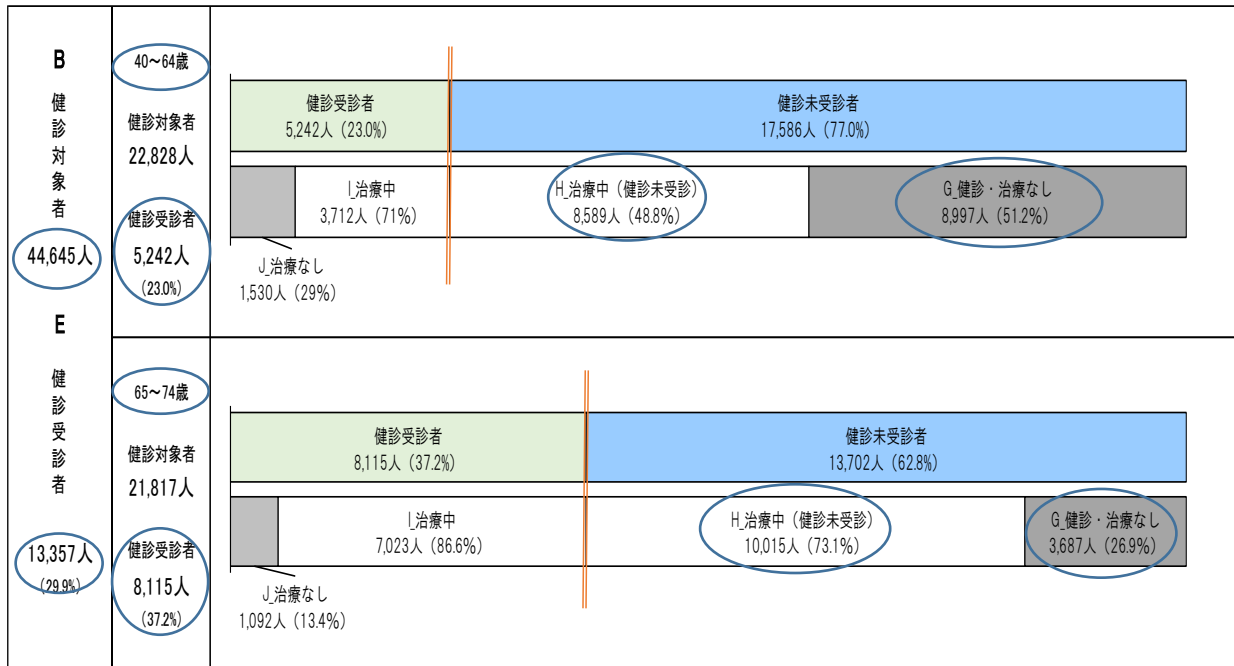 B
健診対象者
44,645人
E
健診受診者
13,357人
(29.9%)
40～64歳
健診対象者
22,828人
健診受診者
5,242人
(23.0%)
健診受診者
5,242人 (23.0%)
健診未受診者
17,586人 (77.0%)
I_治療中
3,712人 (71%)
H_治療中（健診未受診）
8,589人 (48.8%)
G_健診・治療なし
8,997人 (51.2%)
J_治療なし
1,530人 (29%)
65～74歳
健診対象者
21,817人
健診受診者
8,115人
(37.2%)
健診受診者
8,115人 (37.2%)
健診未受診者
13,702人 (62.8%)
I_治療中
7,023人 (86.6%)
H_治療中（健診未受診）
10,015人 (73.1%)
G_健診・治療なし
3,687人 (26.9%)
J_治療なし
1,092人 (13.4%)